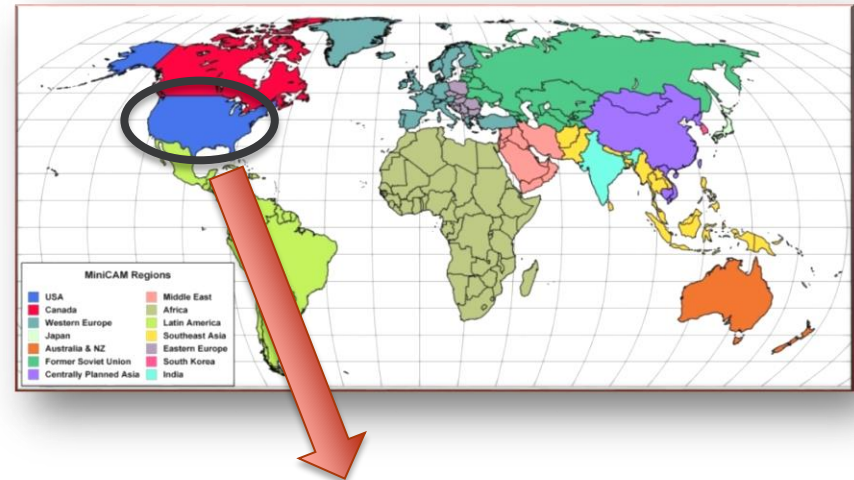 MiniCAM Regions
USA
Canada
Western Europe
Japan
Australia & NZ
Former Soviet Union
Centrally Planned Asia
Middle East
Africa
Latin America
Southeast Asia
Eastern Europe
South Korea
India